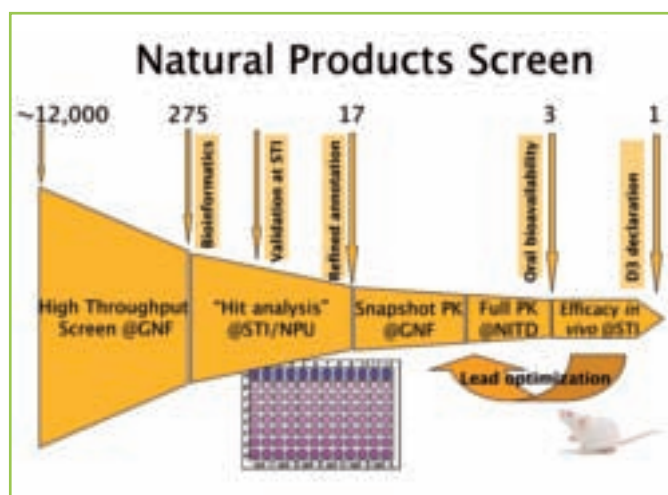 Natural Products Screen
~12,000
275
17
3
1
Bioinformatics
Validation at STI
Refined annotation
Oral bioavailability
D3 declaration
High Throughput
Screen @GNF
"Hit analysis"
@STI/NPU
Snapshot PK
@GNF
Full PK
@NITD
Efficacy in
vivo @STI
Lead optimization